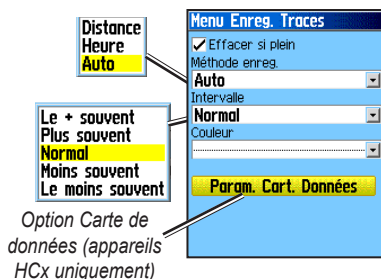 Distance
Heure
Auto
Le + souvent
Plus souvent
Normal
Moins souvent
Le moins souvent
Option Carte de
données (appareils
HCx uniquement)
Menu Enreg. Traces
Effacer si plein
Méthode enreg.
Auto
Intervalle
Normal
Couleur
Param. Cart. Données